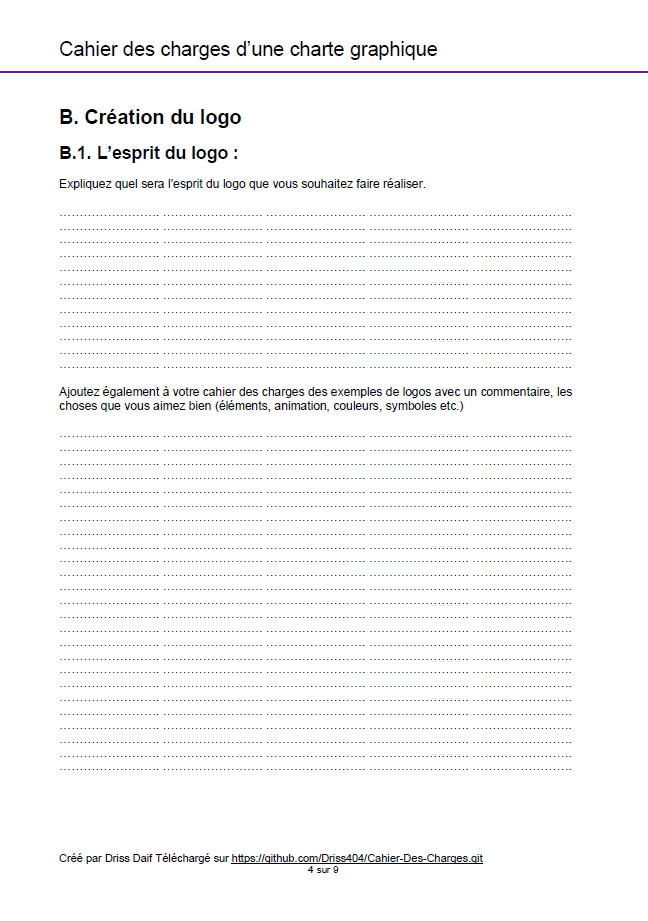 Cahier des charges d’une charte graphique
B. Création du logo
B.1. L’esprit du logo :
Expliquez quel sera l'esprit du logo que vous souhaitez faire réaliser.
Ajoutez également à votre cahier des charges des exemples de logos avec un commentaire, les
choses que vous aimez bien (éléments, animation, couleurs, symboles etc.)
Créé par Driss Daif Téléchargé sur https://github.com/Driss404/Cahier-Des-Charges.git
4 sur 9